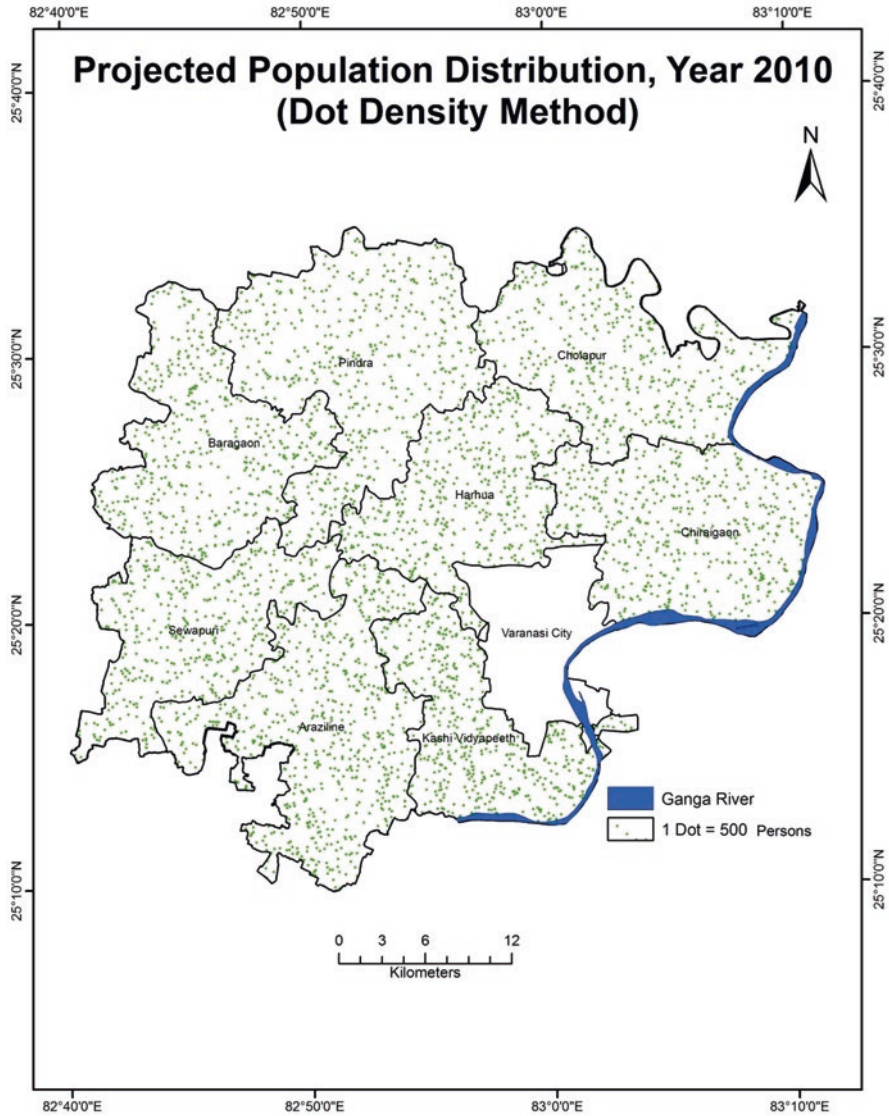 82°40'0"E 82°50'0"E 83°0'0"E 83°10'0"E
Projected Population Distribution, Year 2010
(Dot Density Method)
25°40'0"N
25°40'0"N
N
25°30'0"N
25°30'0"N
Pindra
Cholapur
Baragaon
Harhua
Chiraigaon
25°20'0"N
25°20'0"N
Sewapuri
Varanasi City
Araziline
Kashi Vidyapeeth
Ganga River
1 Dot = 500 Persons
25°10'0"N
25°10'0"N
0 3 6 12
Kilometers
82°40'0"E 82°50'0"E 83°0'0"E 83°10'0"E